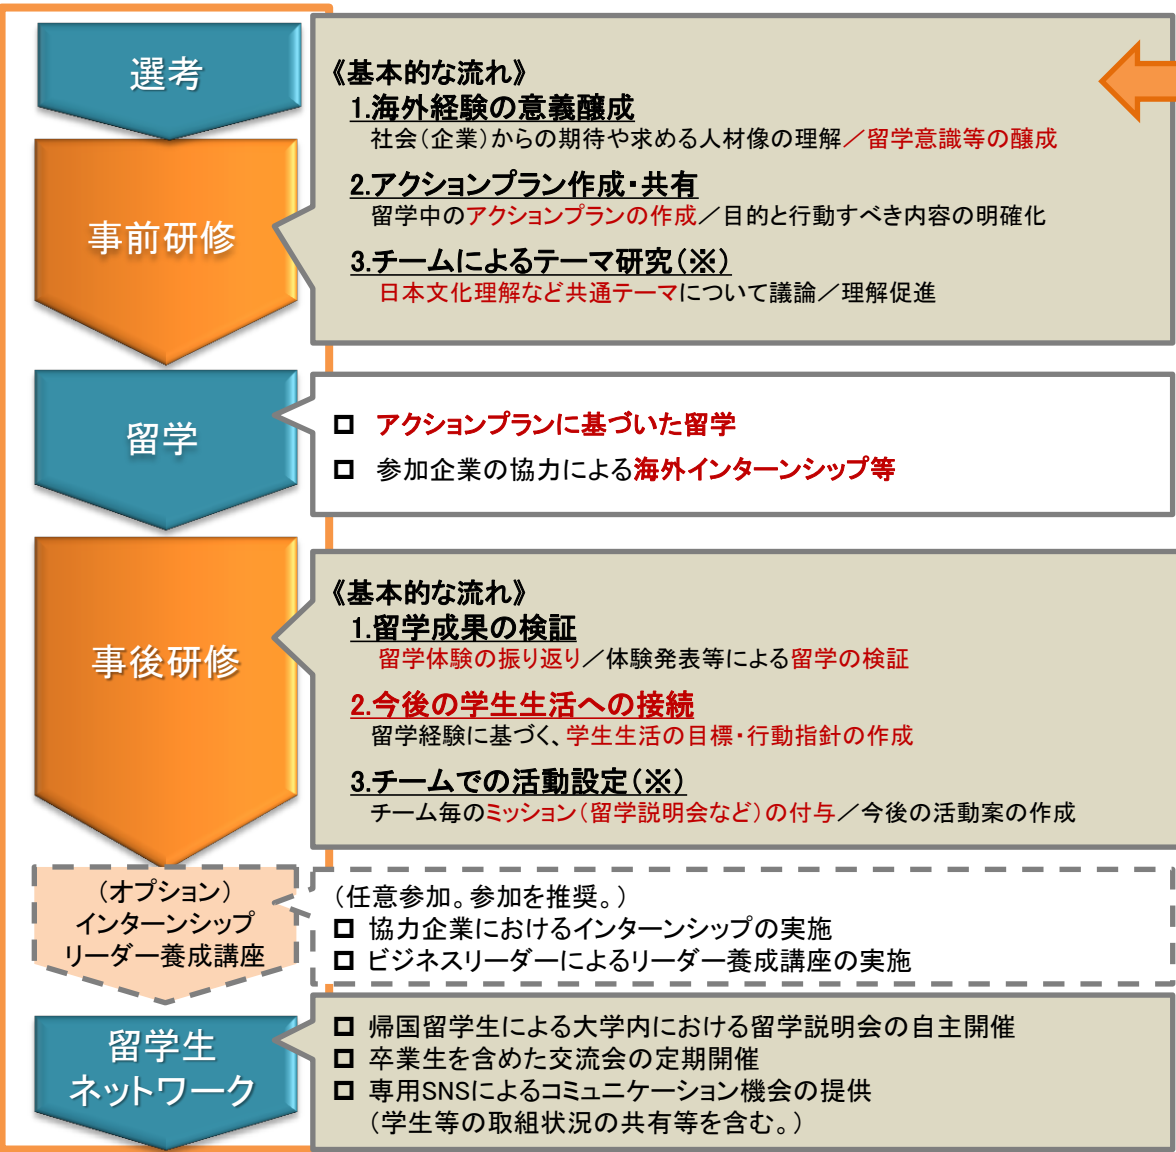 選考
《基本的な流れ》
1.海外経験の意義醸成
社会(企業)からの期待や求める人材像の理解／留学意識等の醸成
2.アクションプラン作成・共有
留学中のアクションプランの作成／目的と行動すべき内容の明確化
3.チームによるテーマ研究(※)
日本文化理解など共通テーマについて議論／理解促進
事前研修
留学
□ アクションプランに基づいた留学
□ 参加企業の協力による海外インターンシップ等
事後研修
《基本的な流れ》
1.留学成果の検証
留学体験の振り返り／体験発表等による留学の検証
2.今後の学生生活への接続
留学経験に基づく、学生生活の目標・行動指針の作成
3.チームでの活動設定(※)
チーム毎のミッション(留学説明会など)の付与／今後の活動案の作成
(オプション)
インターンシップ
リーダー養成講座
(任意参加。参加を推奨。)
□ 協力企業におけるインターンシップの実施
□ ビジネスリーダーによるリーダー養成講座の実施
留学生
ネットワーク
□ 帰国留学生による大学内における留学説明会の自主開催
□ 卒業生を含めた交流会の定期開催
□ 専用SNSによるコミュニケーション機会の提供
(学生等の取組状況の共有等を含む。)